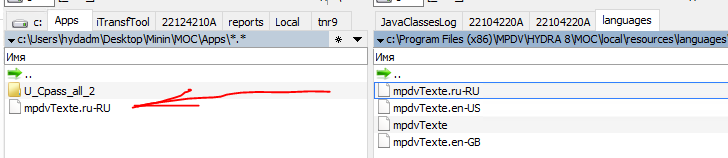 c: Apps iTransfTool 22124210A reports Local tnr9
c:\Users\hydadm\Desktop\Minin\MOC\Apps\*.*
Имя
..
U_Cpass_all_2
mpdvTexte.ru-RU
JavaClassesLog 22104220A 22104220A languages
c:\Program Files (x86)\MPDV\HYDRA 8\MOC\local\resources\languages
Имя
..
mpdvTexte.ru-RU
mpdvTexte.en-US
mpdvTexte
mpdvTexte.en-GB